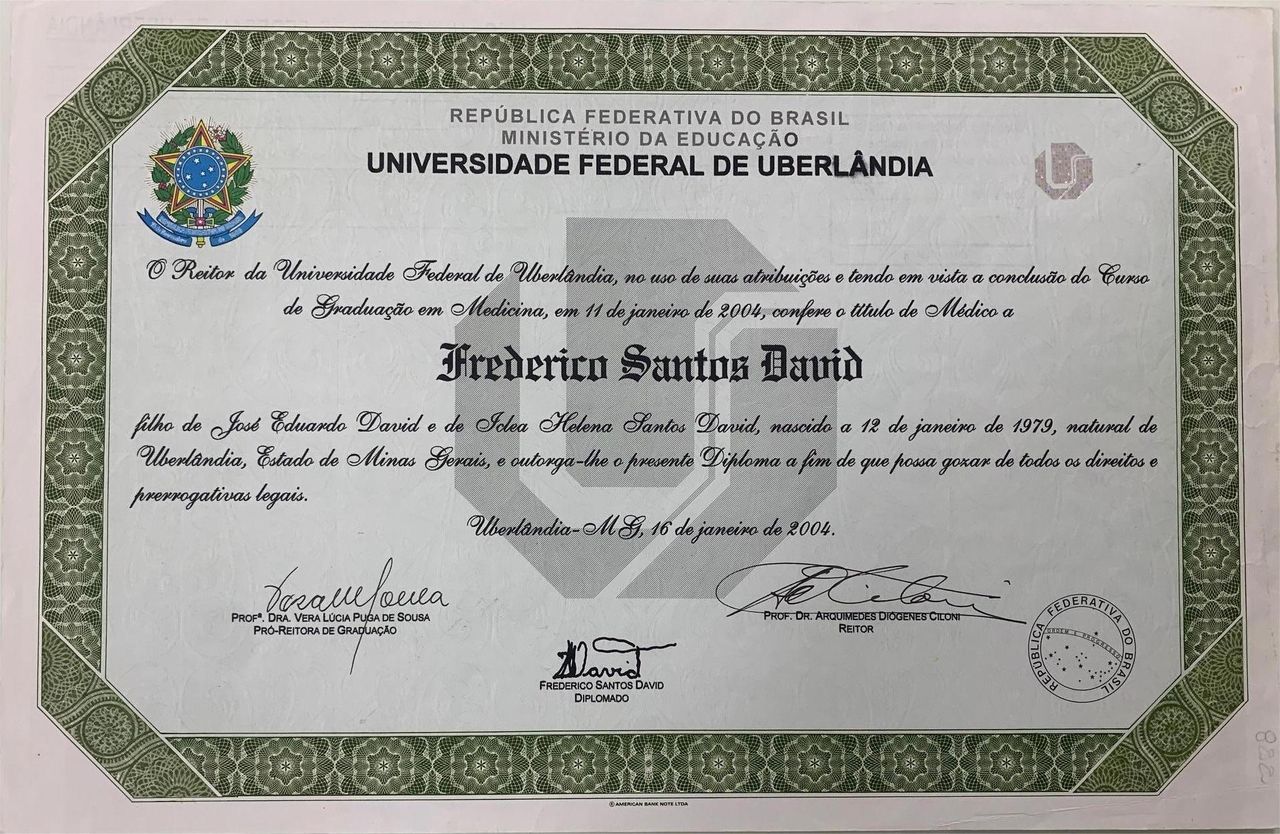 REPÚBLICA FEDERATIVA DO BRASIL
MINISTÉRIO DA EDUCAÇÃO
UNIVERSIDADE FEDERAL DE UBERLÂNDIA
O Reitor da Universidade Federal de Uberlândia, no uso de suas atribuições e tendo em vista a conclusão do Curso
de Graduação em Medicina, em 11 de janeiro de 2004, confere o título de Médico a
Frederico Santos David
filho de José Eduardo David e de Iclea Helena Santos David, nascido a 12 de janeiro de 1979, natural de
Uberlândia, Estado de Minas Gerais, e outorga-lhe o presente Diploma a fim de que possa gozar de todos os direitos e
prerrogativas legais.
Uberlândia-MG, 16 de janeiro de 2004.
PROFª. DRA. VERA LÚCIA PUGA DE SOUSA
PRÓ-REITORA DE GRADUAÇÃO
PROF. DR. ARQUIMEDES DIÓGENES CILONI
REITOR
David
FREDERICO SANTOS DAVID
DIPLOMADO
REPÚBLICA FEDERATIVA DO BRASIL
ORDEM E PROGRESSO
© AMERICAN BANK NOTE LTDA
8222